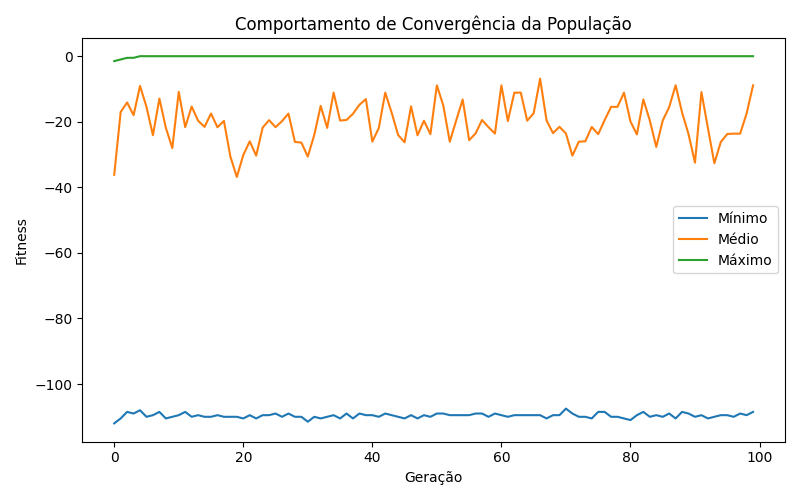 Comportamento de Convergência da População
Fitness
0
−20
−40
−60
−80
−100
Mínimo
Médio
Máximo
0 20 40 60 80 100
Geração